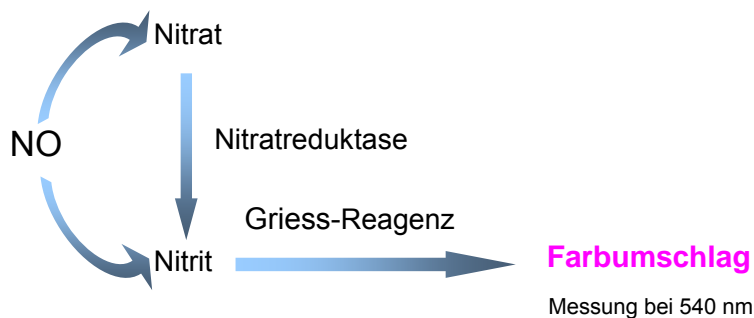 Nitrat
NO
Nitratreduktase
Griess-Reagenz
Nitrit
Farbumschlag
Messung bei 540 nm